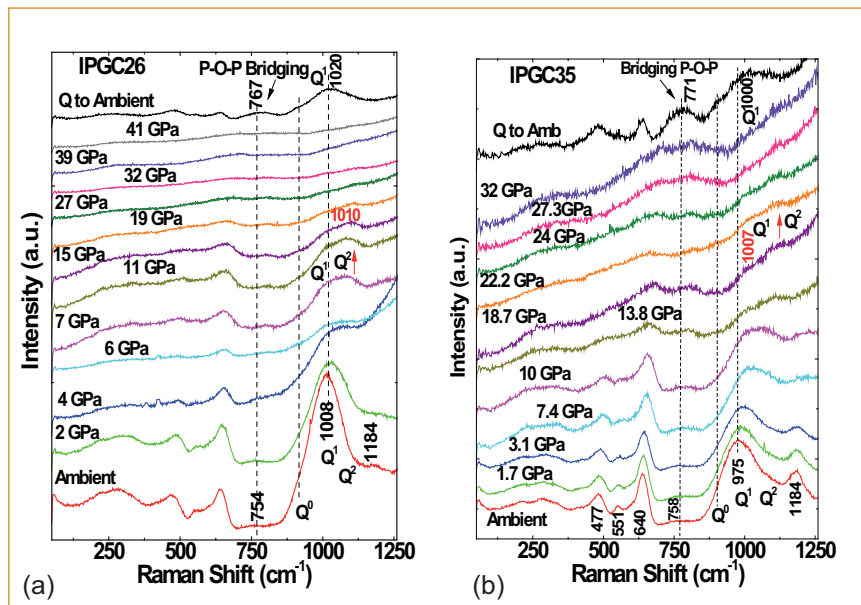 IPGC26
P-O-P Bridging
Q¹
1020
767
Q to Ambient
41 GPa
39 GPa
32 GPa
27 GPa
19 GPa
1010
15 GPa
11 GPa
Q¹
Q²
7 GPa
6 GPa
4 GPa
2 GPa
1008
Q¹
1184
Q²
Ambient
754
Q⁰
0
250
500
750
1000
1250
Raman Shift (cm⁻¹)
Intensity (a.u.)
(a)
IPGC35
Bridging P-O-P
771
1000
Q¹
Q to Amb
32 GPa
27.3GPa
24 GPa
Q¹
Q²
1007
22.2 GPa
18.7 GPa
13.8 GPa
10 GPa
7.4 GPa
3.1 GPa
1.7 GPa
975
Ambient
477
551
640
758
Q⁰
Q¹
Q²
1184
250
500
750
1000
1250
Raman Shift (cm⁻¹)
Intensity (a.u.)
(b)